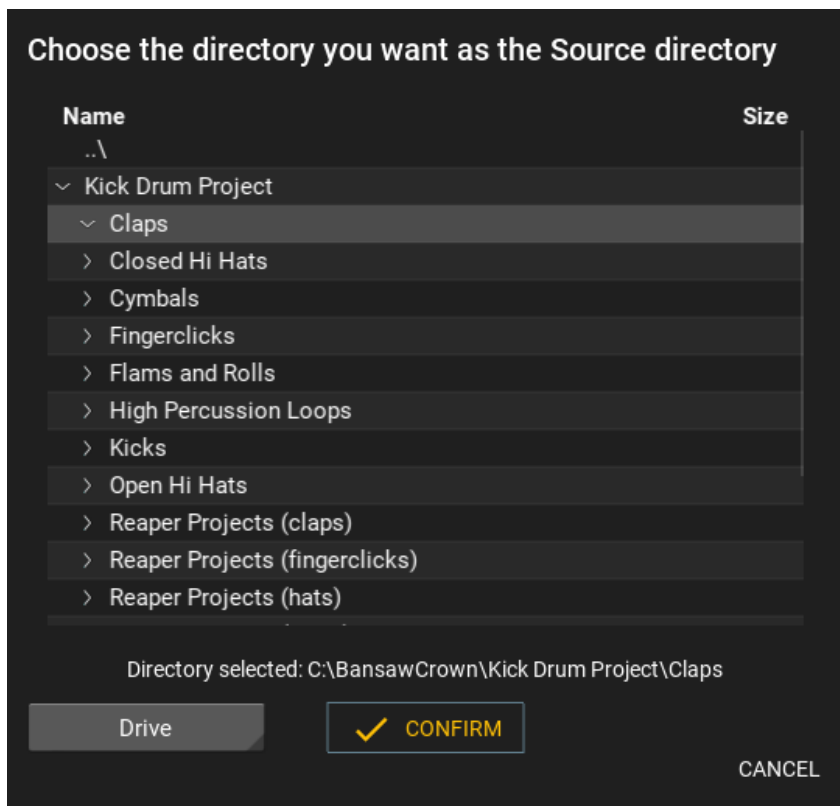 Choose the directory you want as the Source directory
Name Size
..\
Kick Drum Project
Claps
Closed Hi Hats
Cymbals
Fingerclicks
Flams and Rolls
High Percussion Loops
Kicks
Open Hi Hats
Reaper Projects (claps)
Reaper Projects (fingerclicks)
Reaper Projects (hats)
Directory selected: C:\BansawCrown\Kick Drum Project\Claps
Drive CONFIRM
CANCEL